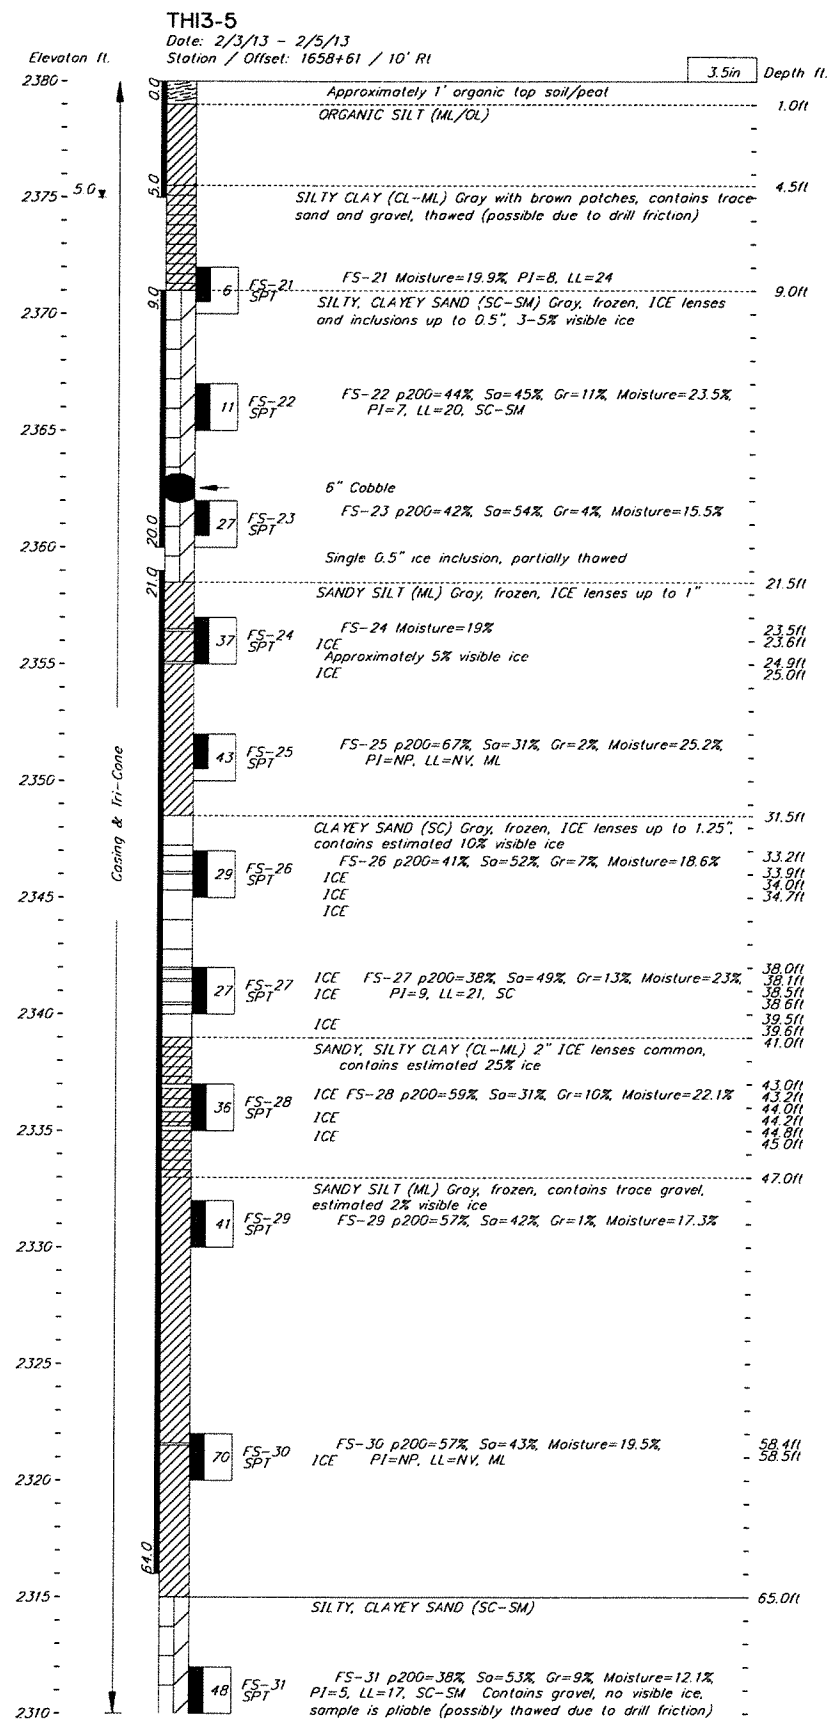 TH13-5
Date: 2/3/13 - 2/5/13
Station / Offset: 1658+61 / 10' Rt
Elevaton ft.
3.5in
Depth ft.
2380
0.0
Approximately 1' organic top soil/peat
1.0ft
ORGANIC SILT (ML/OL)
4.5ft
2375
5.0
5.0
SILTY CLAY (CL-ML) Gray with brown patches, contains trace
sand and gravel, thawed (possible due to drill friction)
6
FS-21
SPT
FS-21 Moisture=19.9%, PI=8, LL=24
9.0
9.0ft
SILTY, CLAYEY SAND (SC-SM) Gray, frozen, ICE lenses
and inclusions up to 0.5", 3-5% visible ice
2370
11
FS-22
SPT
FS-22 p200=44%, Sa=45%, Gr=11%, Moisture=23.5%,
PI=7, LL=20, SC-SM
2365
6" Cobble
27
FS-23
SPT
FS-23 p200=42%, Sa=54%, Gr=4%, Moisture=15.5%
20.0
2360
Single 0.5" ice inclusion, partially thawed
21.0
21.5ft
SANDY SILT (ML) Gray, frozen, ICE lenses up to 1"
37
FS-24
SPT
FS-24 Moisture=19%
23.5ft
ICE
23.6ft
Approximately 5% visible ice
2355
24.9ft
ICE
25.0ft
43
FS-25
SPT
FS-25 p200=67%, Sa=31%, Gr=2%, Moisture=25.2%,
PI=NP, LL=NV, ML
2350
Casing & Tri-Cone
31.5ft
CLAYEY SAND (SC) Gray, frozen, ICE lenses up to 1.25",
contains estimated 10% visible ice
29
FS-26
SPT
FS-26 p200=41%, Sa=52%, Gr=7%, Moisture=18.6%
33.2ft
ICE
33.9ft
ICE
34.0ft
2345
34.7ft
ICE
27
FS-27
SPT
ICE FS-27 p200=38%, Sa=49%, Gr=13%, Moisture=23%,
ICE PI=9, LL=21, SC
38.0ft
38.1ft
38.5ft
38.6ft
2340
ICE
39.5ft
39.6ft
41.0ft
SANDY, SILTY CLAY (CL-ML) 2" ICE lenses common,
contains estimated 25% ice
36
FS-28
SPT
ICE FS-28 p200=59%, Sa=31%, Gr=10%, Moisture=22.1%
43.0ft
43.2ft
ICE
44.0ft
44.2ft
2335
ICE
44.8ft
45.0ft
47.0ft
SANDY SILT (ML) Gray, frozen, contains trace gravel,
estimated 2% visible ice
41
FS-29
SPT
FS-29 p200=57%, Sa=42%, Gr=1%, Moisture=17.3%
2330
2325
70
FS-30
SPT
FS-30 p200=57%, Sa=43%, Moisture=19.5%,
58.4ft
ICE PI=NP, LL=NV, ML
58.5ft
2320
64.0
2315
65.0ft
SILTY, CLAYEY SAND (SC-SM)
48
FS-31
SPT
FS-31 p200=38%, Sa=53%, Gr=9%, Moisture=12.1%,
PI=5, LL=17, SC-SM Contains gravel, no visible ice,
sample is pliable (possibly thawed due to drill friction)
2310